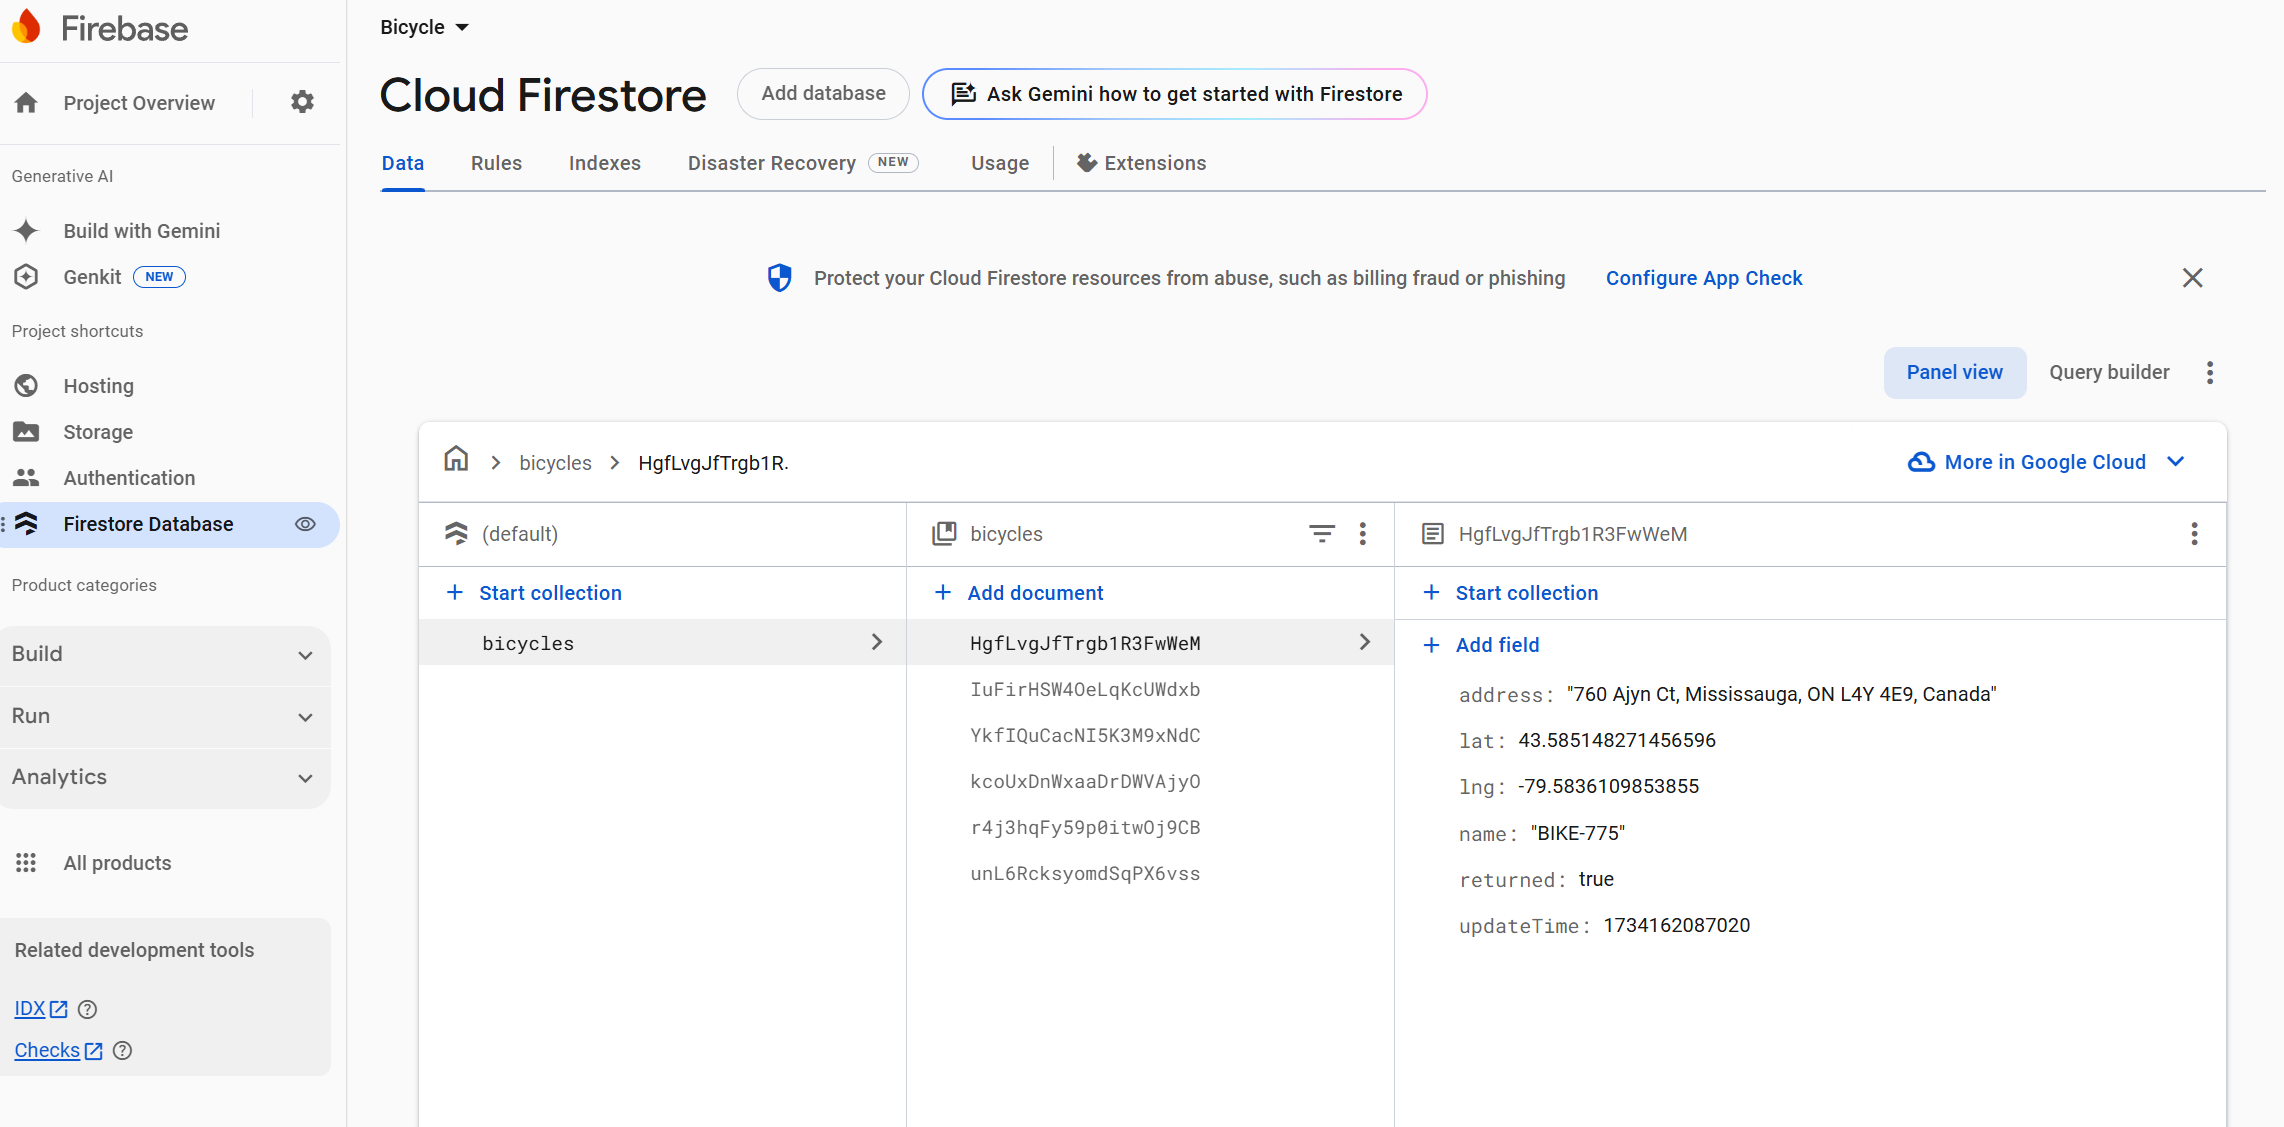 Firebase
Project Overview
Generative AI
Build with Gemini
Genkit NEW
Project shortcuts
Hosting
Storage
Authentication
Firestore Database
Product categories
Build
Run
Analytics
All products
Related development tools
IDX
Checks
Bicycle
Cloud Firestore
Add database
Ask Gemini how to get started with Firestore
Data Rules Indexes Disaster Recovery NEW Usage Extensions
Protect your Cloud Firestore resources from abuse, such as billing fraud or phishing Configure App Check
Panel view Query builder
bicycles HgfLvgJfTrgb1R.
More in Google Cloud
(default)
Start collection
bicycles
bicycles
Add document
HgfLvgJfTrgb1R3FwWeM
IuFirHSW4OeLqKcUWdxb
YkfIQuCacNI5K3M9xNdC
kcoUxDnWxaaDrDWVAjyO
r4j3hqFy59p0itwOj9CB
unL6RcksyomdSqPX6vss
HgfLvgJfTrgb1R3FwWeM
Start collection
Add field
address: "760 Ajyn Ct, Mississauga, ON L4Y 4E9, Canada"
lat: 43.585148271456596
lng: -79.5836109853855
name: "BIKE-775"
returned: true
updateTime: 1734162087020